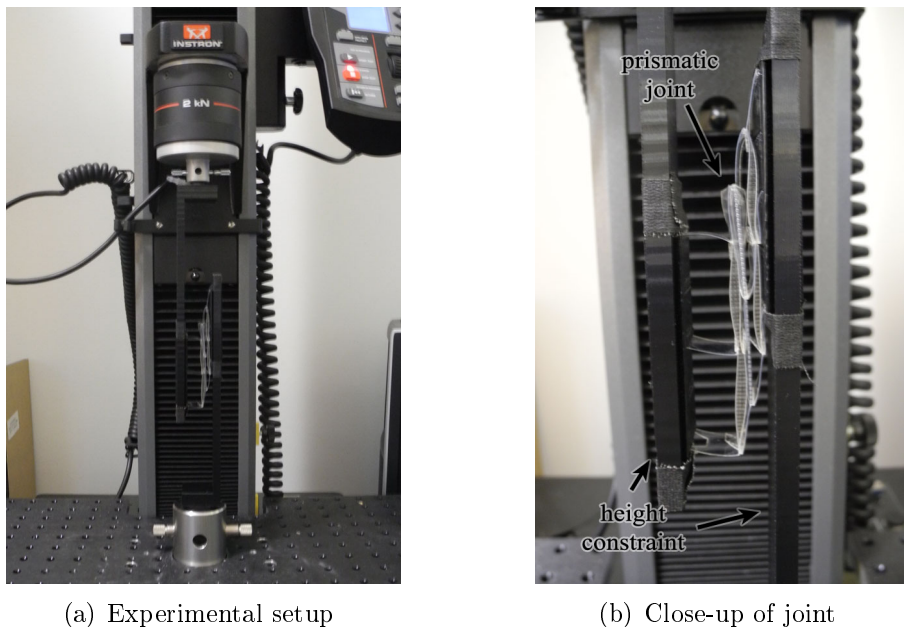 INSTRON
2 kN
prismatic
joint
height
constraint
(a) Experimental setup
(b) Close-up of joint